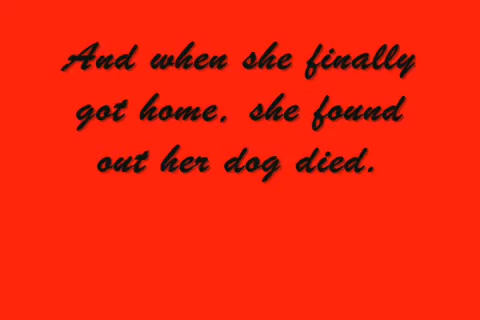 And when she finally
got home, she found
out her dog died.